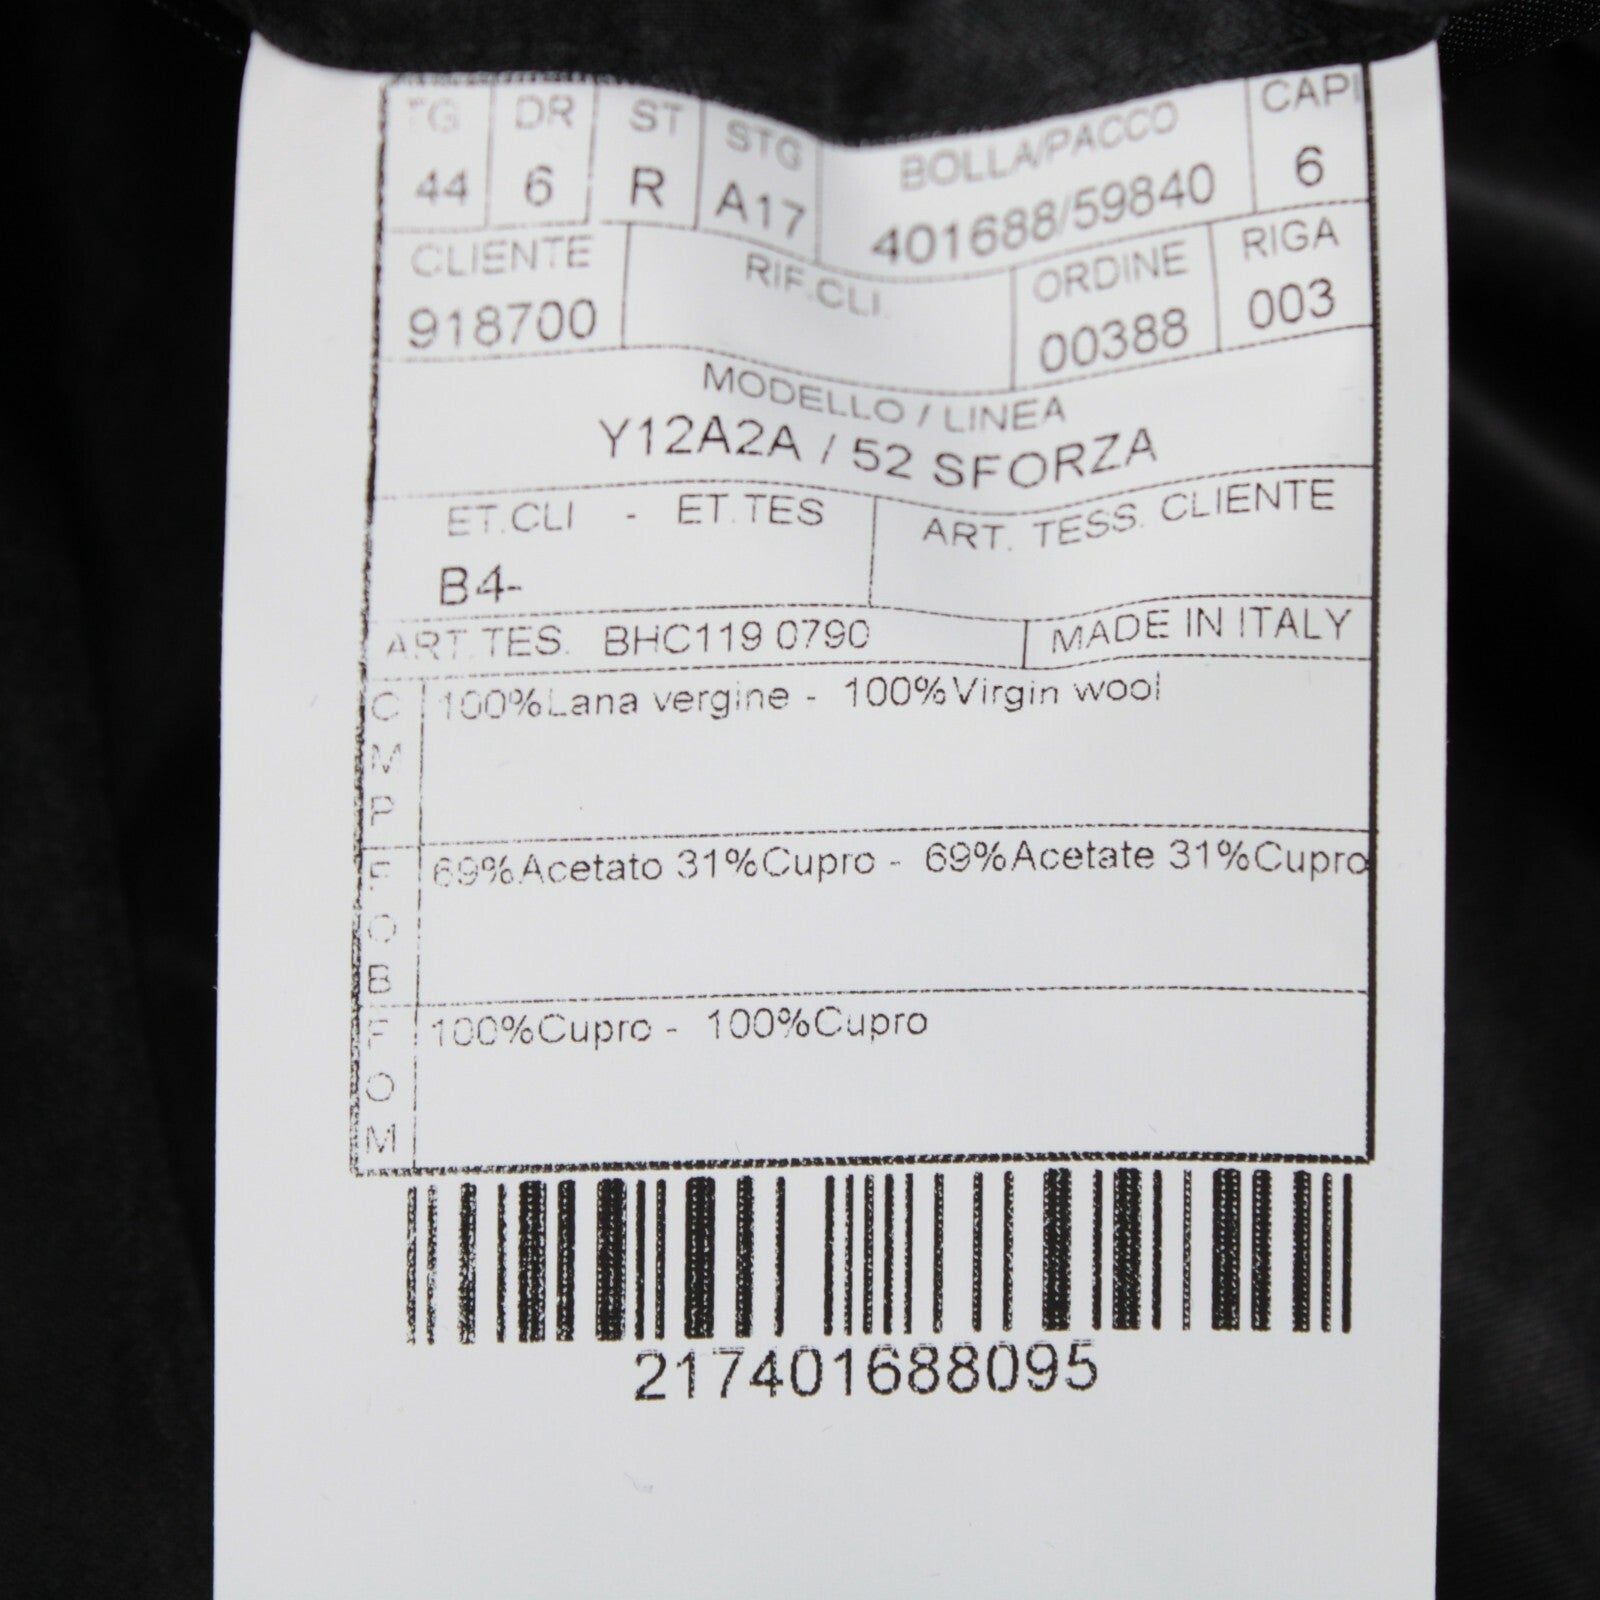 TG DR ST STG BOLLA/PACCO CAPI
44 6 R A17 401688/59840 6
CLIENTE RIF.CLI. ORDINE RIGA
918700 00388 003
MODELLO / LINEA
Y12A2A / 52 SFORZA
ET.CLI - ET.TES ART. TESS. CLIENTE
B4-
ART.TES. BHC119 0790 MADE IN ITALY
CMP 100%Lana vergine - 100%Virgin wool
FOB 69%Acetato 31%Cupro - 69%Acetate 31%Cupro
FOM 100%Cupro - 100%Cupro
217401688095